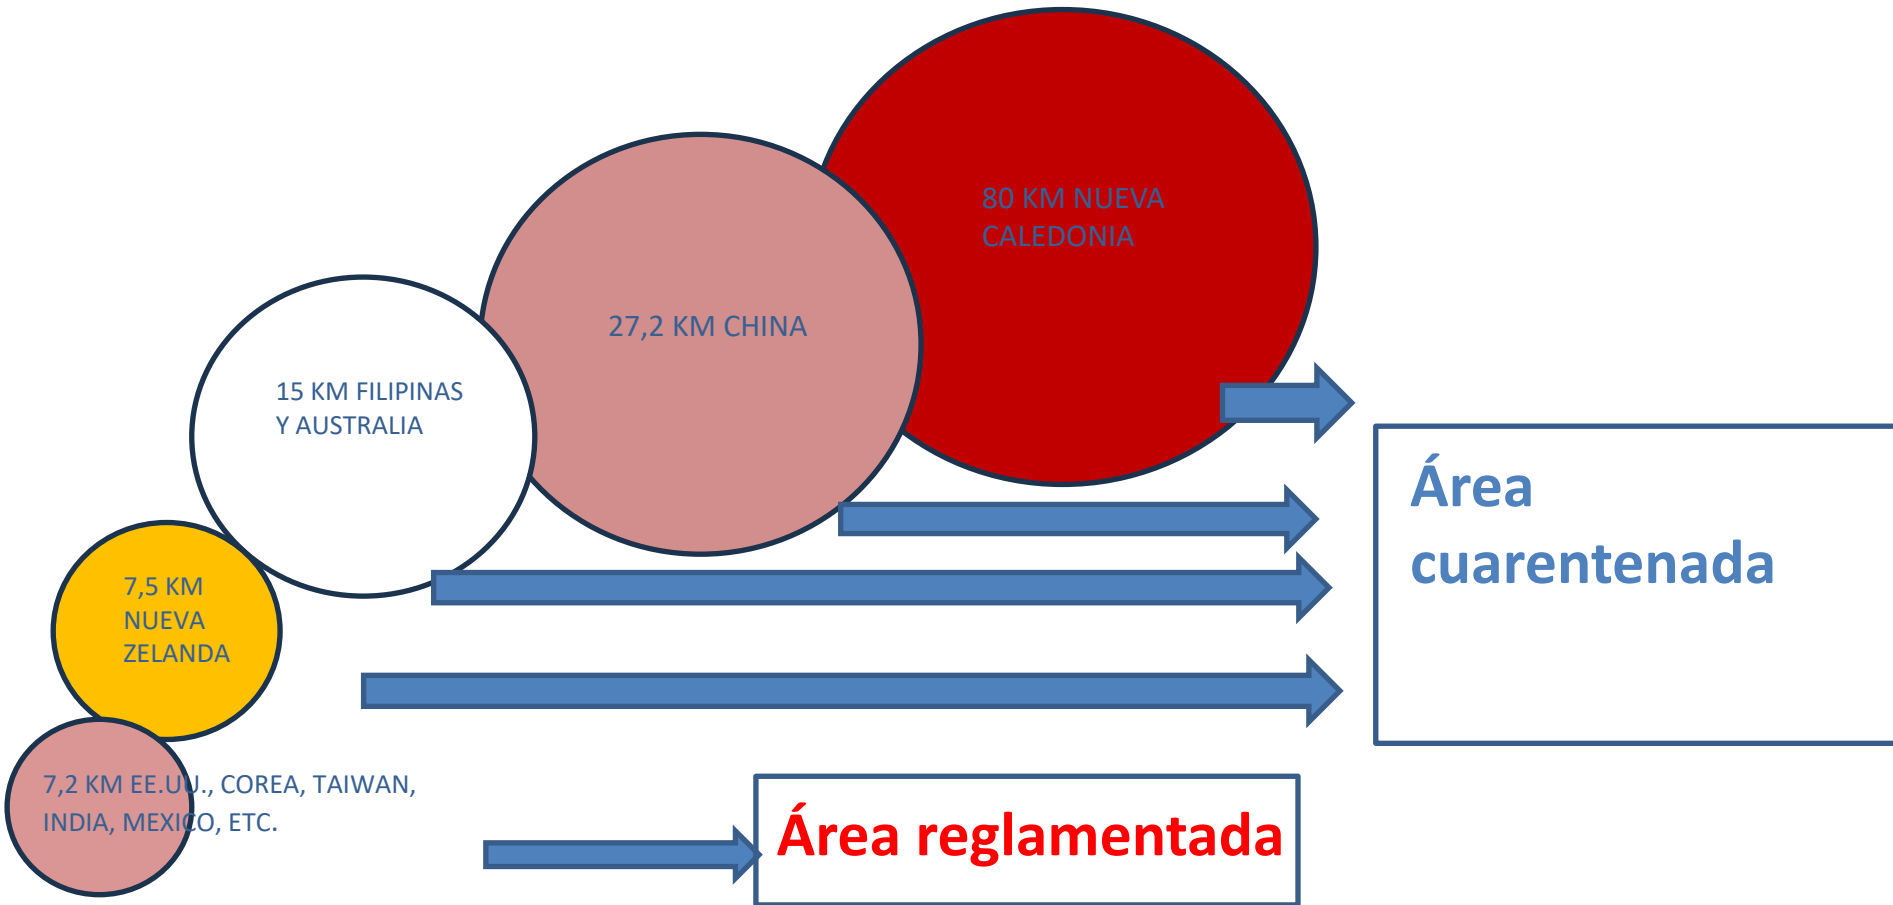 80 KM NUEVA
CALEDONIA
27,2 KM CHINA
15 KM FILIPINAS
Y AUSTRALIA
7,5 KM
NUEVA
ZELANDA
7,2 KM EE.UU., COREA, TAIWAN,
INDIA, MEXICO, ETC.
Área
cuarentenada
Área reglamentada